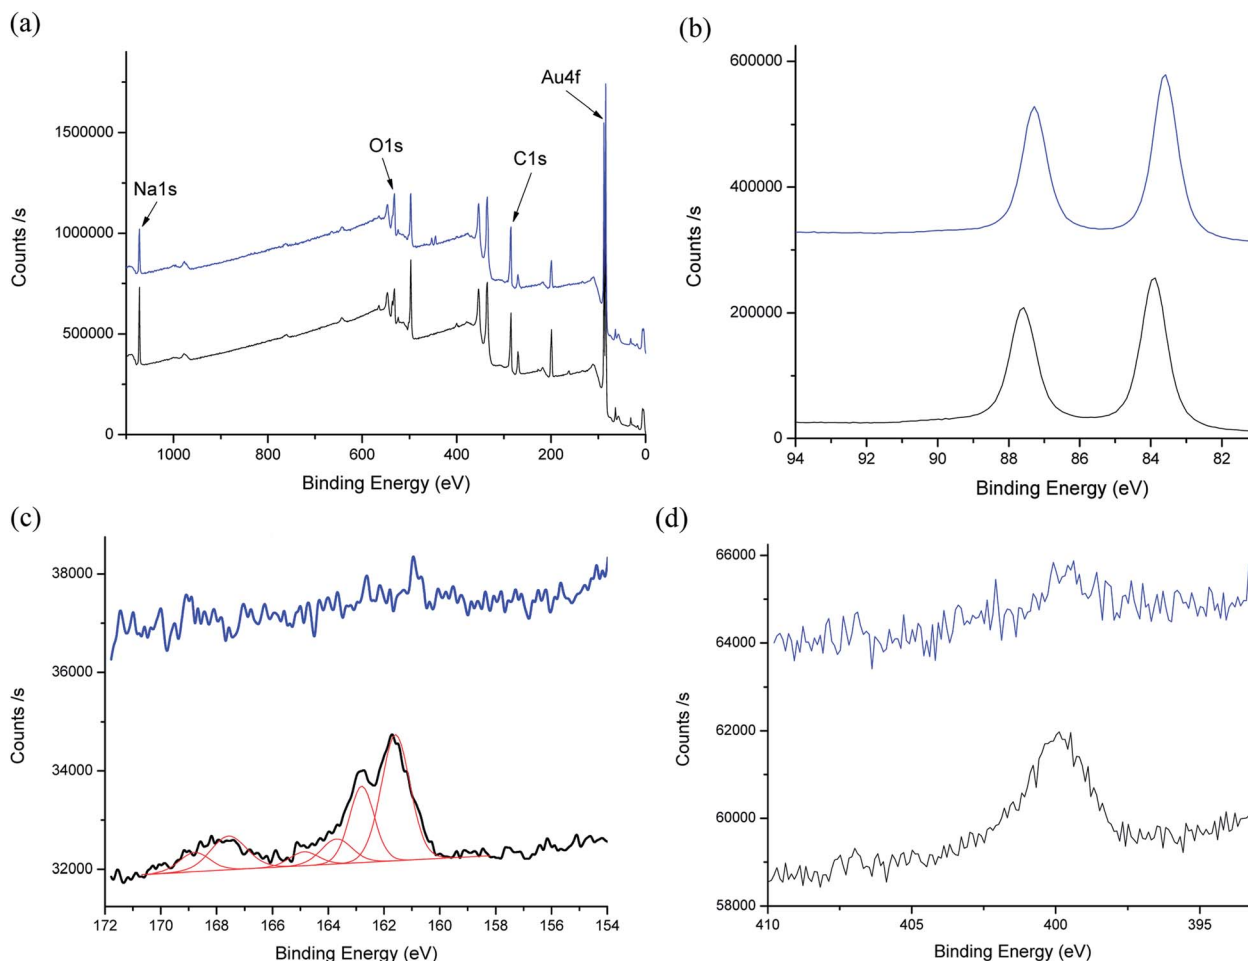 (a)
Counts /s
1500000
1000000
500000
0
Na1s
O1s
C1s
Au4f
1000
800
600
400
200
0
Binding Energy (eV)
(b)
Counts /s
600000
400000
200000
0
94
92
90
88
86
84
82
Binding Energy (eV)
(c)
Counts /s
38000
36000
34000
32000
172
170
168
166
164
162
160
158
156
154
Binding Energy (eV)
(d)
Counts /s
66000
64000
62000
60000
58000
410
405
400
395
Binding Energy (eV)